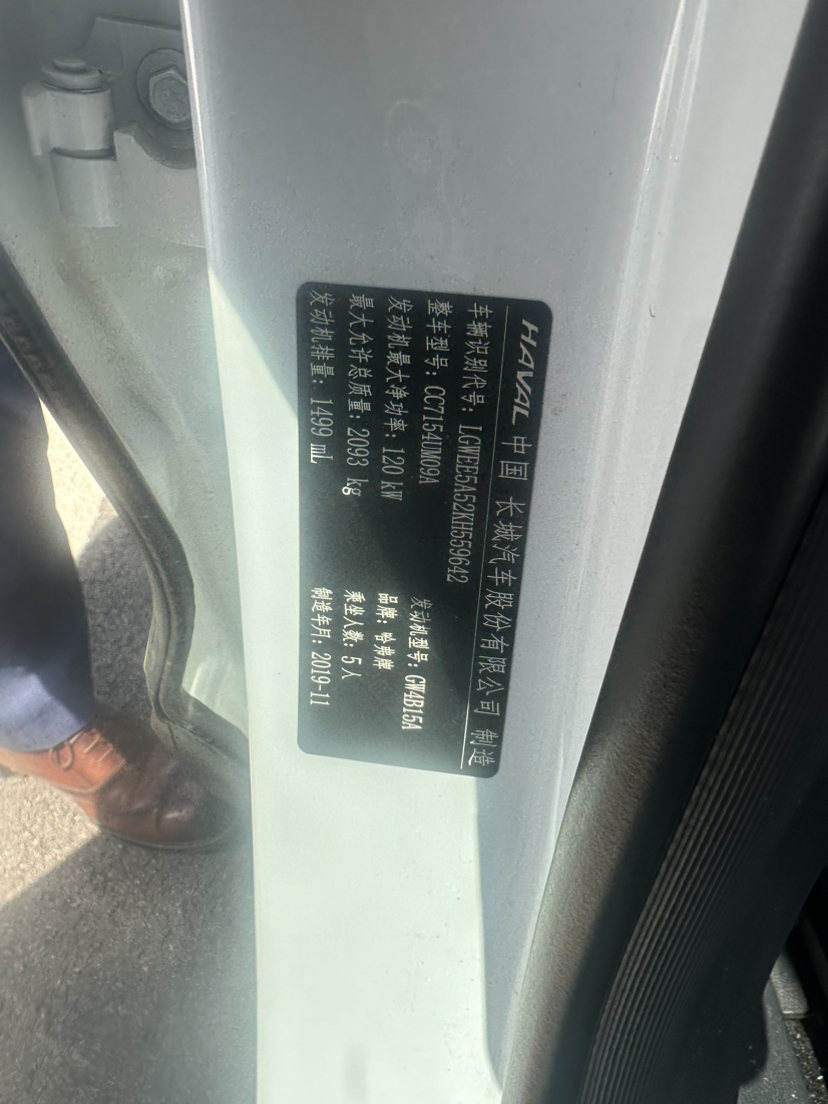 HAVAL 中国 长城汽车股份有限公司 制造
车辆识别代号: LGWEE5A52KH559642
整车型号: CC7154UM09A
发动机型号: GW4B15A
发动机最大净功率: 120 kW
品牌: 哈弗牌
最大允许总质量: 2093 kg
乘坐人数: 5人
发动机排量: 1499 mL
制造年月: 2019-11